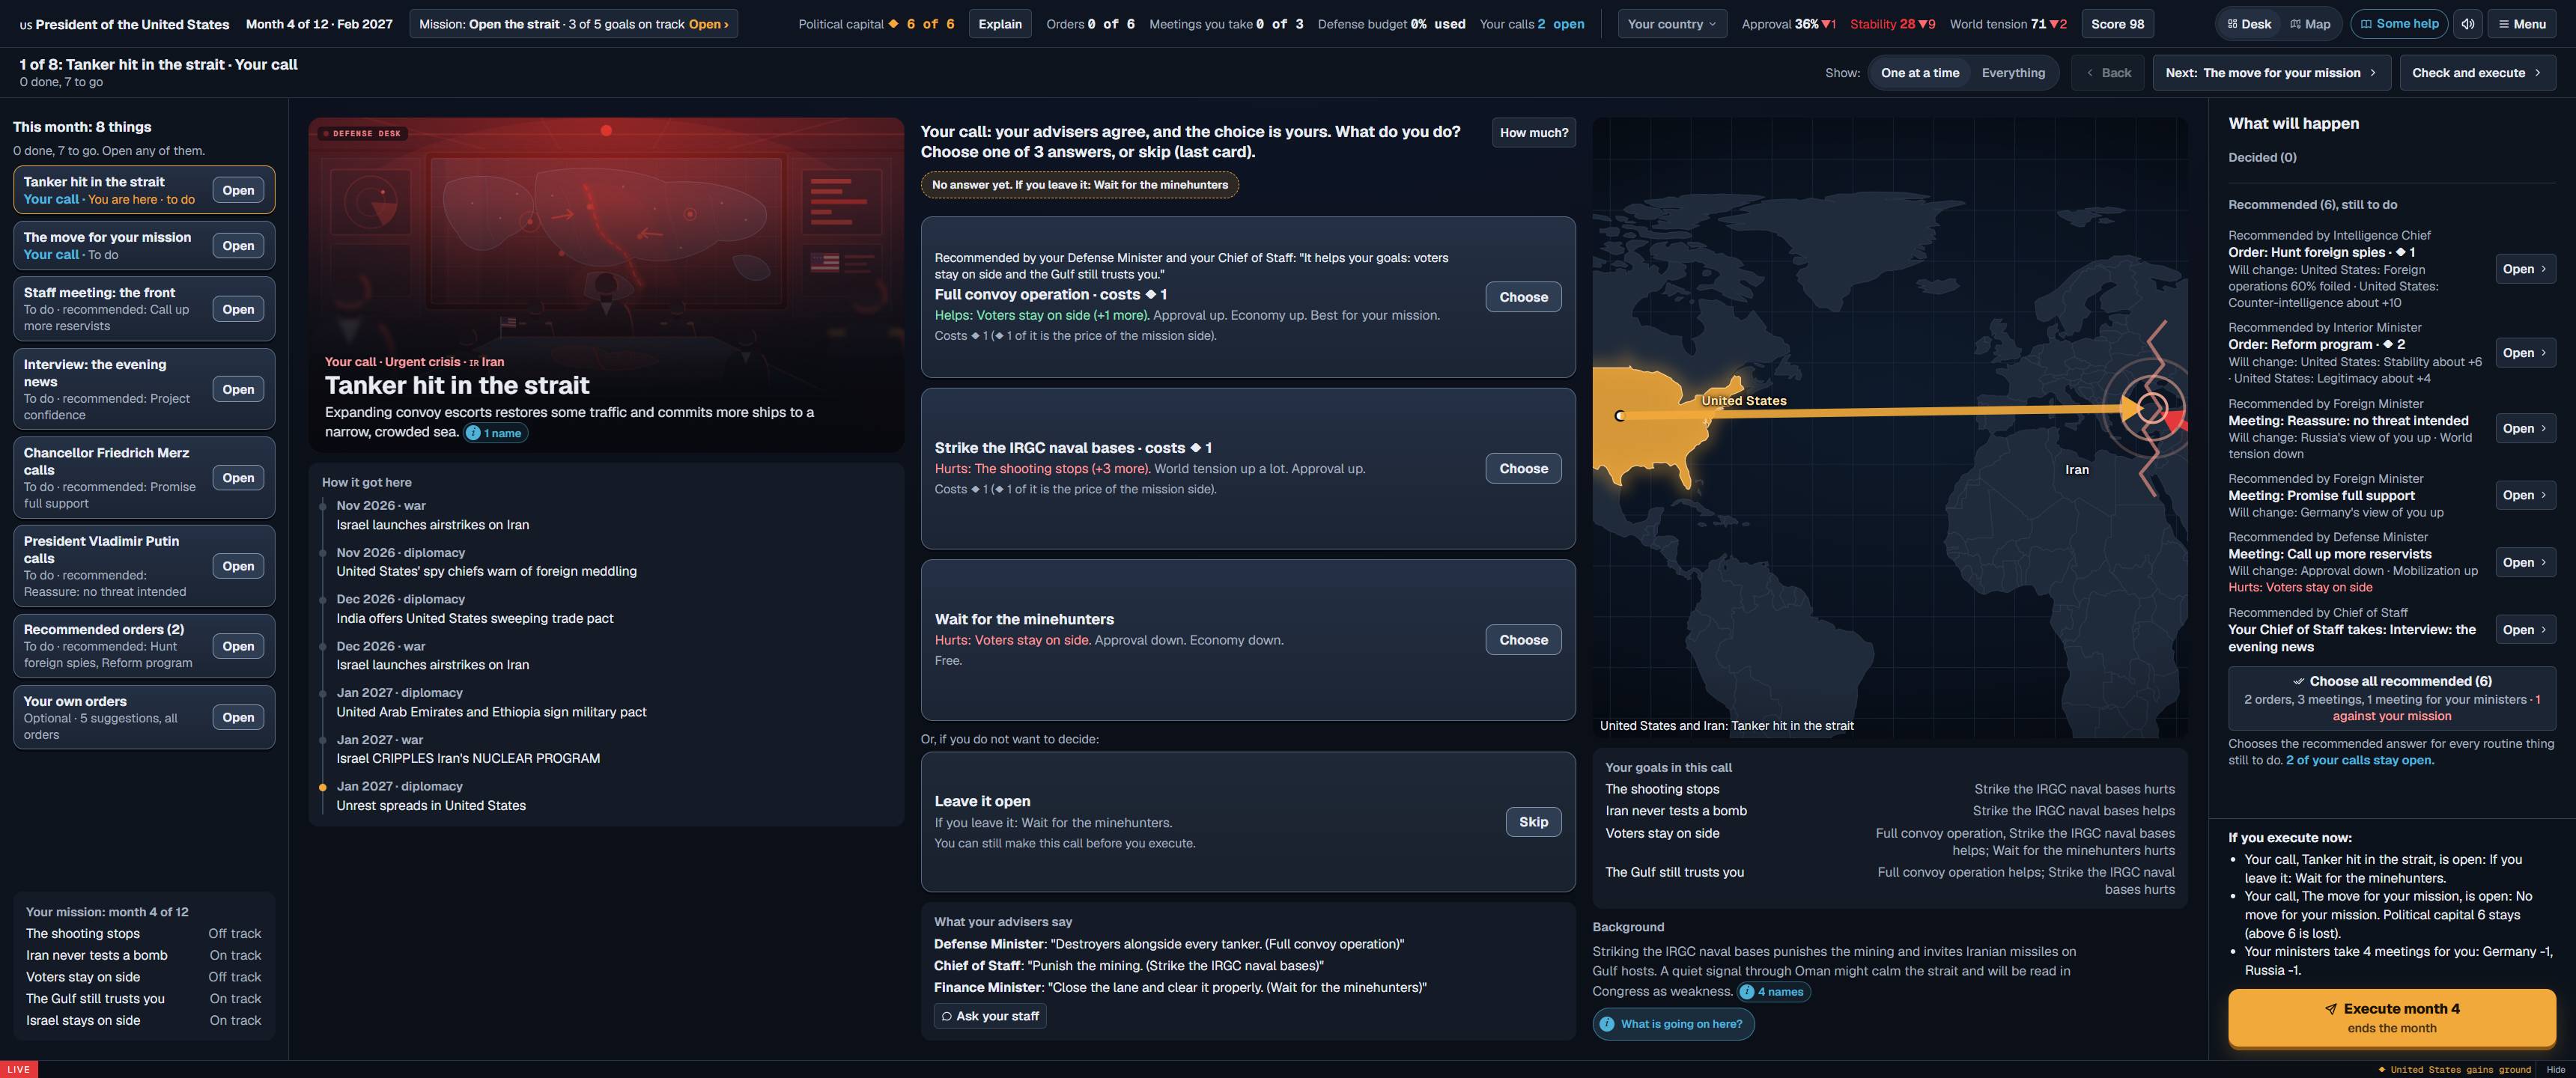 US President of the United States
Month 4 of 12 · Feb 2027
Mission: Open the strait · 3 of 5 goals on track Open ›
Political capital ◆ 6 of 6
Explain
Orders 0 of 6
Meetings you take 0 of 3
Defense budget 0% used
Your calls 2 open
Your country
Approval 36% ▼1
Stability 28 ▼9
World tension 71 ▼2
Score 98
Desk
Map
Some help
Menu
1 of 8: Tanker hit in the strait · Your call
0 done, 7 to go
Show:
One at a time
Everything
Back
Next: The move for your mission
Check and execute
This month: 8 things
0 done, 7 to go. Open any of them.
Tanker hit in the strait
Your call · You are here · to do
Open
The move for your mission
Your call · To do
Open
Staff meeting: the front
To do · recommended: Call up
more reservists
Open
Interview: the evening
news
To do · recommended: Project
confidence
Open
Chancellor Friedrich Merz
calls
To do · recommended: Promise
full support
Open
President Vladimir Putin
calls
To do · recommended:
Reassure: no threat intended
Open
Recommended orders (2)
To do · recommended: Hunt
foreign spies, Reform program
Open
Your own orders
Optional · 5 suggestions, all
orders
Open
Your mission: month 4 of 12
The shooting stops Off track
Iran never tests a bomb On track
Voters stay on side Off track
The Gulf still trusts you On track
Israel stays on side On track
DEFENSE DESK
Your call · Urgent crisis · IR Iran
Tanker hit in the strait
Expanding convoy escorts restores some traffic and commits more ships to a
narrow, crowded sea. i 1 name
How it got here
Nov 2026 · war
Israel launches airstrikes on Iran
Nov 2026 · diplomacy
United States' spy chiefs warn of foreign meddling
Dec 2026 · diplomacy
India offers United States sweeping trade pact
Dec 2026 · war
Israel launches airstrikes on Iran
Jan 2027 · diplomacy
United Arab Emirates and Ethiopia sign military pact
Jan 2027 · war
Israel CRIPPLES Iran's NUCLEAR PROGRAM
Jan 2027 · diplomacy
Unrest spreads in United States
Your call: your advisers agree, and the choice is yours. What do you do?
Choose one of 3 answers, or skip (last card).
How much?
No answer yet. If you leave it: Wait for the minehunters
Recommended by your Defense Minister and your Chief of Staff: "It helps your goals: voters
stay on side and the Gulf still trusts you."
Full convoy operation · costs ◆ 1
Helps: Voters stay on side (+1 more). Approval up. Economy up. Best for your mission.
Costs ◆ 1 (◆ 1 of it is the price of the mission side).
Choose
Strike the IRGC naval bases · costs ◆ 1
Hurts: The shooting stops (+3 more). World tension up a lot. Approval up.
Costs ◆ 1 (◆ 1 of it is the price of the mission side).
Choose
Wait for the minehunters
Hurts: Voters stay on side. Approval down. Economy down.
Free.
Choose
Or, if you do not want to decide:
Leave it open
If you leave it: Wait for the minehunters.
You can still make this call before you execute.
Skip
What your advisers say
Defense Minister: "Destroyers alongside every tanker. (Full convoy operation)"
Chief of Staff: "Punish the mining. (Strike the IRGC naval bases)"
Finance Minister: "Close the lane and clear it properly. (Wait for the minehunters)"
Ask your staff
United States
Iran
United States and Iran: Tanker hit in the strait
Your goals in this call
The shooting stops Strike the IRGC naval bases hurts
Iran never tests a bomb Strike the IRGC naval bases helps
Voters stay on side Full convoy operation, Strike the IRGC naval bases
helps; Wait for the minehunters hurts
The Gulf still trusts you Full convoy operation helps; Strike the IRGC naval
bases hurts
Background
Striking the IRGC naval bases punishes the mining and invites Iranian missiles on
Gulf hosts. A quiet signal through Oman might calm the strait and will be read in
Congress as weakness. i 4 names
i What is going on here?
What will happen
Decided (0)
Recommended (6), still to do
Recommended by Intelligence Chief
Order: Hunt foreign spies · ◆ 1
Will change: United States: Foreign
operations 60% foiled · United States:
Counter-intelligence about +10
Open ›
Recommended by Interior Minister
Order: Reform program · ◆ 2
Will change: United States: Stability about +6
· United States: Legitimacy about +4
Open ›
Recommended by Foreign Minister
Meeting: Reassure: no threat intended
Will change: Russia's view of you up · World
tension down
Open ›
Recommended by Foreign Minister
Meeting: Promise full support
Will change: Germany's view of you up
Open ›
Recommended by Defense Minister
Meeting: Call up more reservists
Will change: Approval down · Mobilization up
Hurts: Voters stay on side
Open ›
Recommended by Chief of Staff
Your Chief of Staff takes: Interview: the
evening news
Open ›
Choose all recommended (6)
2 orders, 3 meetings, 1 meeting for your ministers · 1
against your mission
Chooses the recommended answer for every routine thing
still to do. 2 of your calls stay open.
If you execute now:
• Your call, Tanker hit in the strait, is open: If you
leave it: Wait for the minehunters.
• Your call, The move for your mission, is open: No
move for your mission. Political capital 6 stays
(above 6 is lost).
• Your ministers take 4 meetings for you: Germany -1,
Russia -1.
Execute month 4
ends the month
LIVE
◆ United States gains ground
Hide